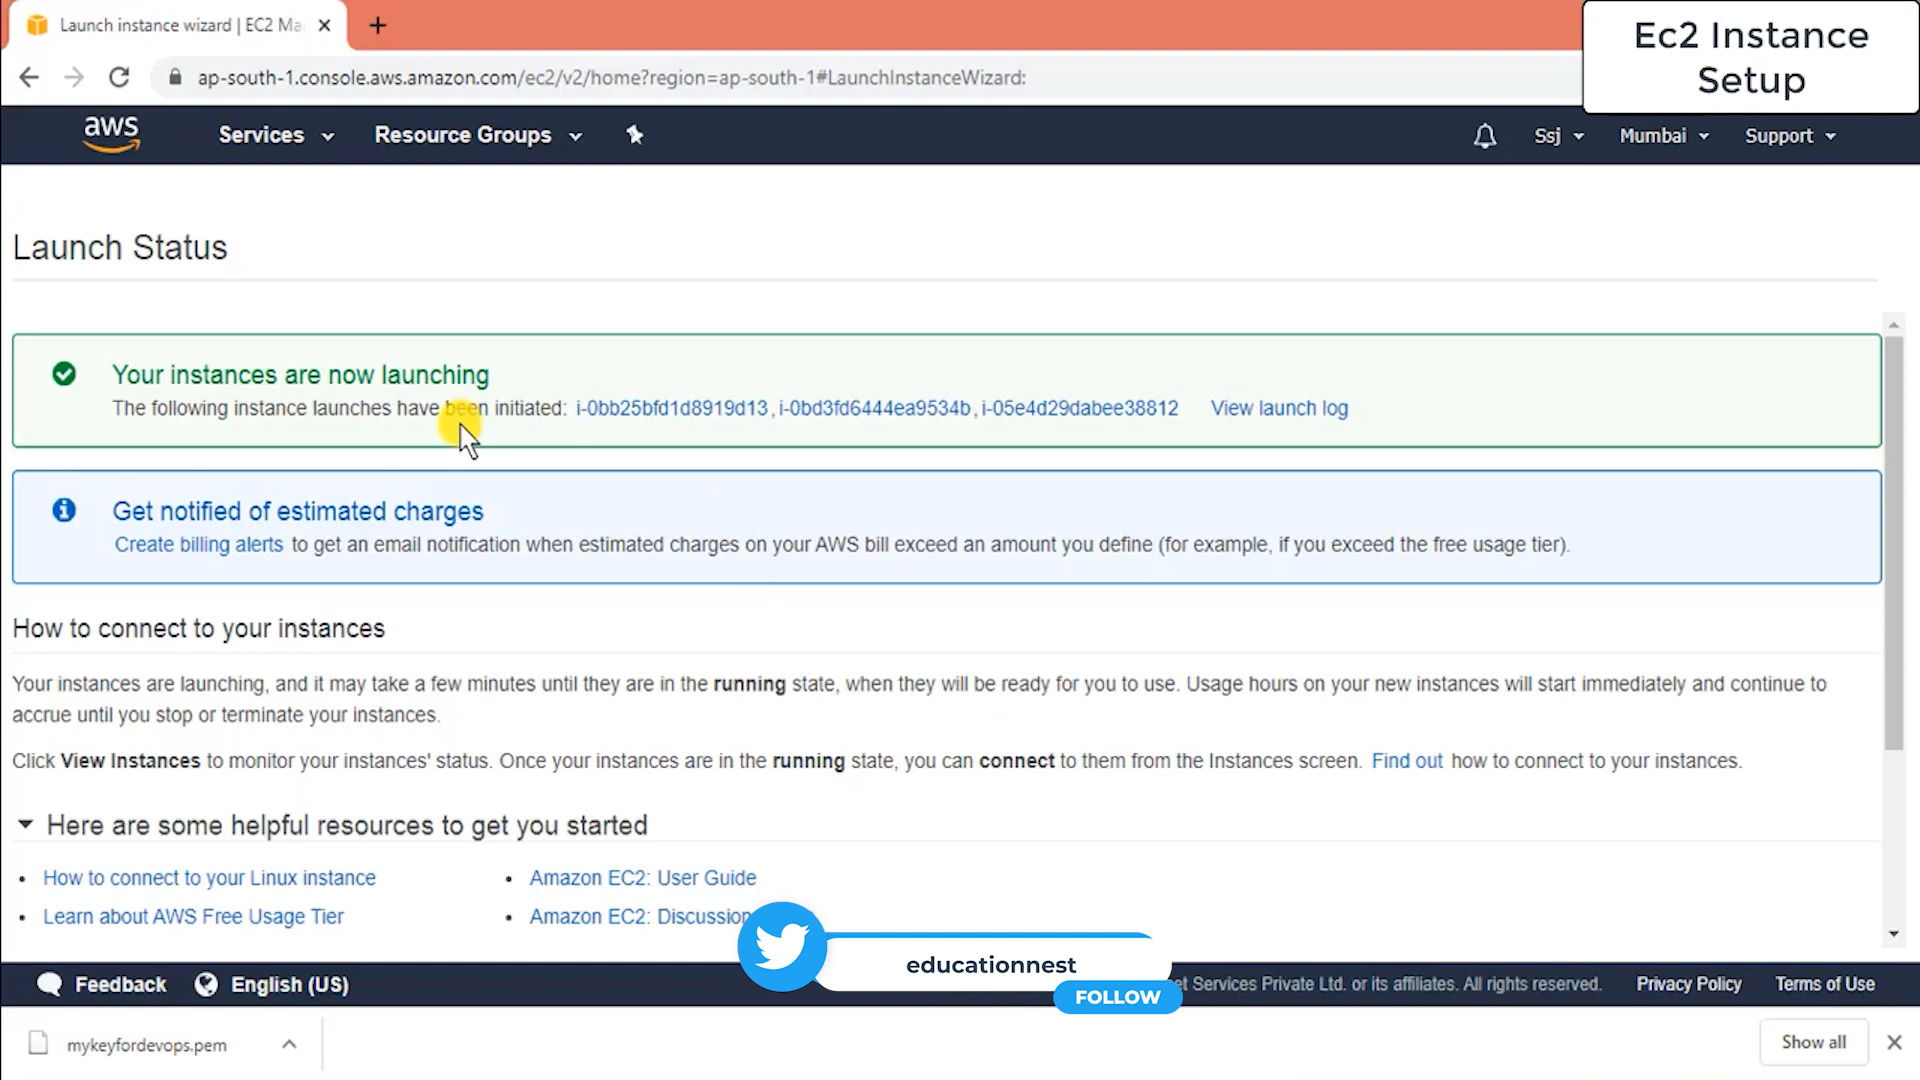 Launch instance wizard | EC2 Ma
Ec2 Instance
Setup
ap-south-1.console.aws.amazon.com/ec2/v2/home?region=ap-south-1#LaunchInstanceWizard:
aws Services Resource Groups Ssj Mumbai Support
Launch Status
Your instances are now launching
The following instance launches have been initiated: i-0bb25bfd1d8919d13, i-0bd3fd6444ea9534b, i-05e4d29dabee38812 View launch log
Get notified of estimated charges
Create billing alerts to get an email notification when estimated charges on your AWS bill exceed an amount you define (for example, if you exceed the free usage tier).
How to connect to your instances
Your instances are launching, and it may take a few minutes until they are in the running state, when they will be ready for you to use. Usage hours on your new instances will start immediately and continue to
accrue until you stop or terminate your instances.
Click View Instances to monitor your instances' status. Once your instances are in the running state, you can connect to them from the Instances screen. Find out how to connect to your instances.
Here are some helpful resources to get you started
• How to connect to your Linux instance • Amazon EC2: User Guide
• Learn about AWS Free Usage Tier • Amazon EC2: Discussion
educationnest
FOLLOW
Feedback English (US) et Services Private Ltd. or its affiliates. All rights reserved. Privacy Policy Terms of Use
mykeyfordevops.pem Show all